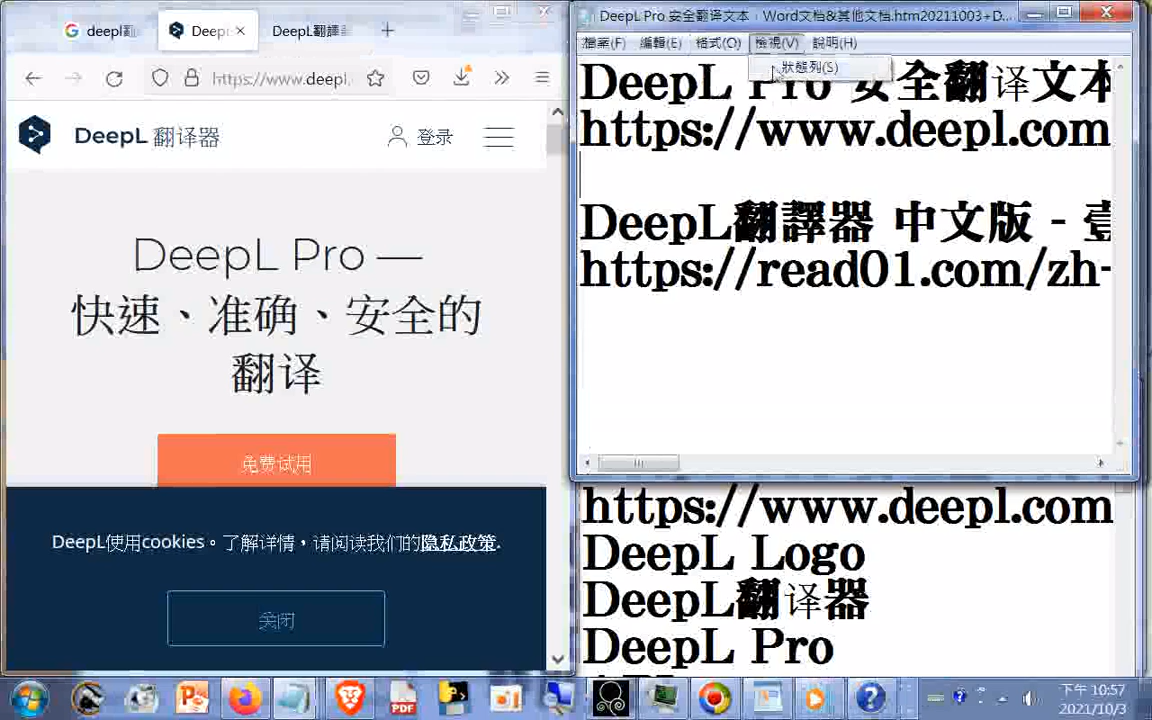 deepl翻
DeepL
DeepL翻譯
https://www.deepl.
DeepL 翻译器
登录
DeepL Pro —
快速、准确、安全的
翻译
免费试用
DeepL使用cookies。了解详情，请阅读我们的隐私政策.
关闭
DeepL Pro 安全翻译文本，Word文档&其他文档.htm20211003+D...
檔案(F) 編輯(E) 格式(O) 檢視(V) 說明(H)
狀態列(S)
DeepL Pro 安全翻译文本
https://www.deepl.com
DeepL翻譯器 中文版 - 壹
https://read01.com/zh-
https://www.deepl.com
DeepL Logo
DeepL翻译器
DeepL Pro
PDF
下午 10:57
2021/10/3